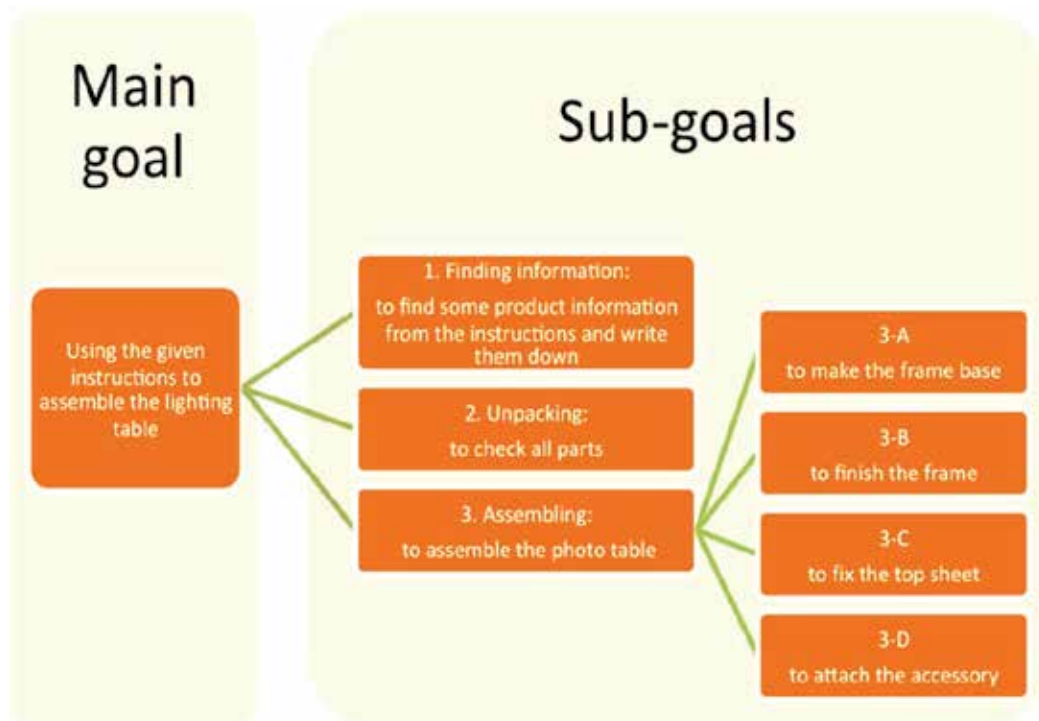 Main
goal
Sub-goals
Using the given
instructions to
assemble the lighting
table
1. Finding information:
to find some product information
from the instructions and write
them down
2. Unpacking:
to check all parts
3. Assembling:
to assemble the photo table
3-A
to make the frame base
3-B
to finish the frame
3-C
to fix the top sheet
3-D
to attach the accessory